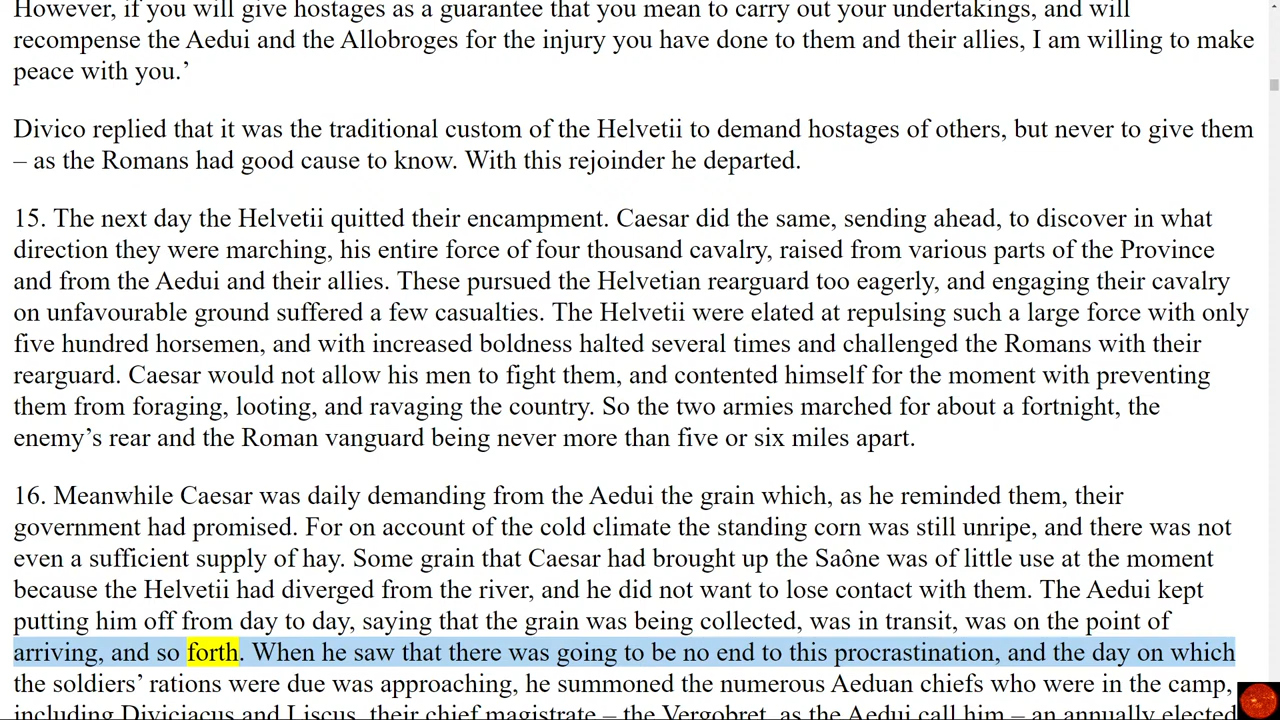 However, if you will give hostages as a guarantee that you mean to carry out your undertakings, and will
recompense the Aedui and the Allobroges for the injury you have done to them and their allies, I am willing to make
peace with you.’
Divico replied that it was the traditional custom of the Helvetii to demand hostages of others, but never to give them
– as the Romans had good cause to know. With this rejoinder he departed.
15. The next day the Helvetii quitted their encampment. Caesar did the same, sending ahead, to discover in what
direction they were marching, his entire force of four thousand cavalry, raised from various parts of the Province
and from the Aedui and their allies. These pursued the Helvetian rearguard too eagerly, and engaging their cavalry
on unfavourable ground suffered a few casualties. The Helvetii were elated at repulsing such a large force with only
five hundred horsemen, and with increased boldness halted several times and challenged the Romans with their
rearguard. Caesar would not allow his men to fight them, and contented himself for the moment with preventing
them from foraging, looting, and ravaging the country. So the two armies marched for about a fortnight, the
enemy’s rear and the Roman vanguard being never more than five or six miles apart.
16. Meanwhile Caesar was daily demanding from the Aedui the grain which, as he reminded them, their
government had promised. For on account of the cold climate the standing corn was still unripe, and there was not
even a sufficient supply of hay. Some grain that Caesar had brought up the Saône was of little use at the moment
because the Helvetii had diverged from the river, and he did not want to lose contact with them. The Aedui kept
putting him off from day to day, saying that the grain was being collected, was in transit, was on the point of
arriving, and so forth. When he saw that there was going to be no end to this procrastination, and the day on which
the soldiers’ rations were due was approaching, he summoned the numerous Aeduan chiefs who were in the camp,
including Diviciacus and Liscus, their chief magistrate – the Vergobret, as the Aedui call him – an annually elected